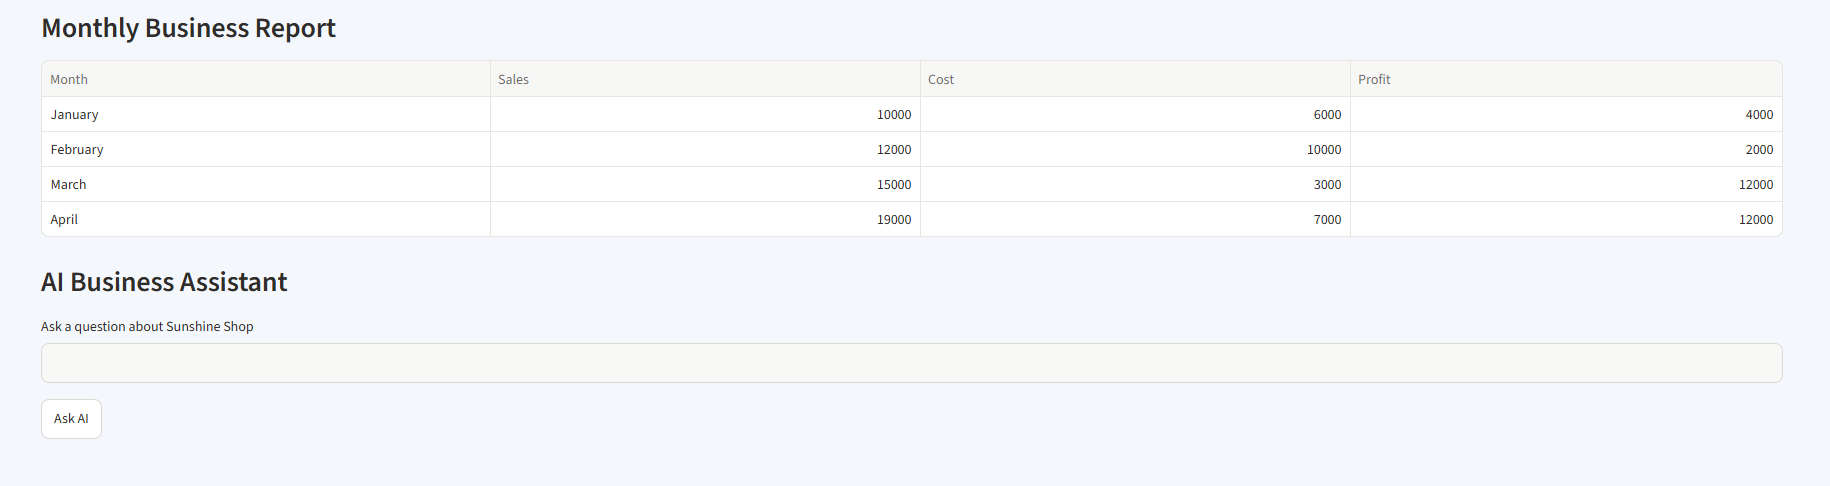 Monthly Business Report
Month Sales Cost Profit
January 10000 6000 4000
February 12000 10000 2000
March 15000 3000 12000
April 19000 7000 12000
AI Business Assistant
Ask a question about Sunshine Shop
Ask AI